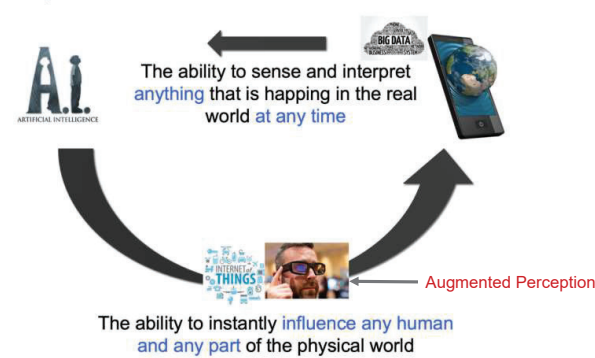 BIG DATA
The ability to sense and interpret
anything that is happing in the real
world at any time
A.i.
ARTIFICIAL INTELLIGENCE
INTERNET of
THINGS
Augmented Perception
The ability to instantly influence any human
and any part of the physical world